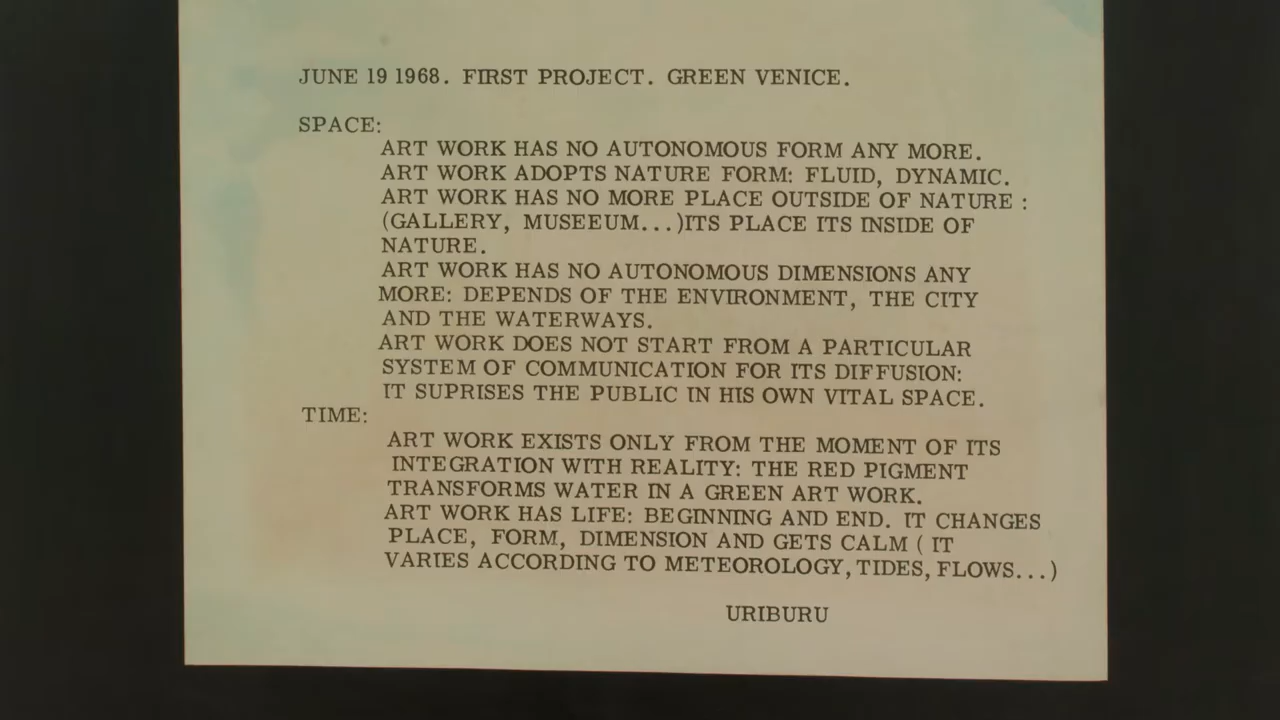 JUNE 19 1968. FIRST PROJECT. GREEN VENICE.
SPACE:
ART WORK HAS NO AUTONOMOUS FORM ANY MORE.
ART WORK ADOPTS NATURE FORM: FLUID, DYNAMIC.
ART WORK HAS NO MORE PLACE OUTSIDE OF NATURE :
(GALLERY, MUSEEUM...)ITS PLACE ITS INSIDE OF
NATURE.
ART WORK HAS NO AUTONOMOUS DIMENSIONS ANY
MORE: DEPENDS OF THE ENVIRONMENT, THE CITY
AND THE WATERWAYS.
ART WORK DOES NOT START FROM A PARTICULAR
SYSTEM OF COMMUNICATION FOR ITS DIFFUSION:
IT SUPRISES THE PUBLIC IN HIS OWN VITAL SPACE.
TIME:
ART WORK EXISTS ONLY FROM THE MOMENT OF ITS
INTEGRATION WITH REALITY: THE RED PIGMENT
TRANSFORMS WATER IN A GREEN ART WORK.
ART WORK HAS LIFE: BEGINNING AND END. IT CHANGES
PLACE, FORM, DIMENSION AND GETS CALM ( IT
VARIES ACCORDING TO METEOROLOGY, TIDES, FLOWS...)
URIBURU